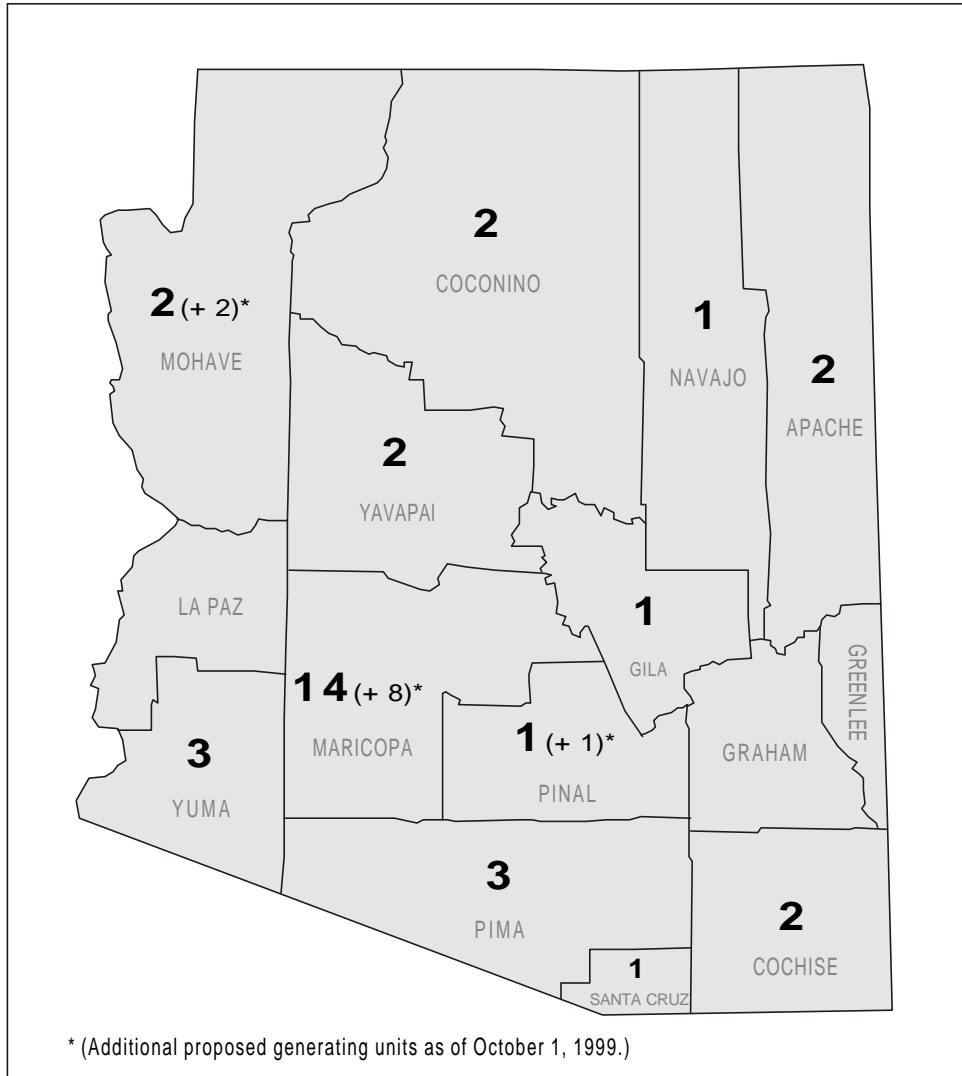 2
COCONINO
2 (+ 2)*
MOHAVE
1
NAVAJO
2
APACHE
2
YAVAPAI
LA PAZ
1
GILA
GREENLEE
14 (+ 8)*
MARICOPA
1 (+ 1)*
PINAL
GRAHAM
3
YUMA
3
PIMA
2
COCHISE
1
SANTA CRUZ
* (Additional proposed generating units as of October 1, 1999.)